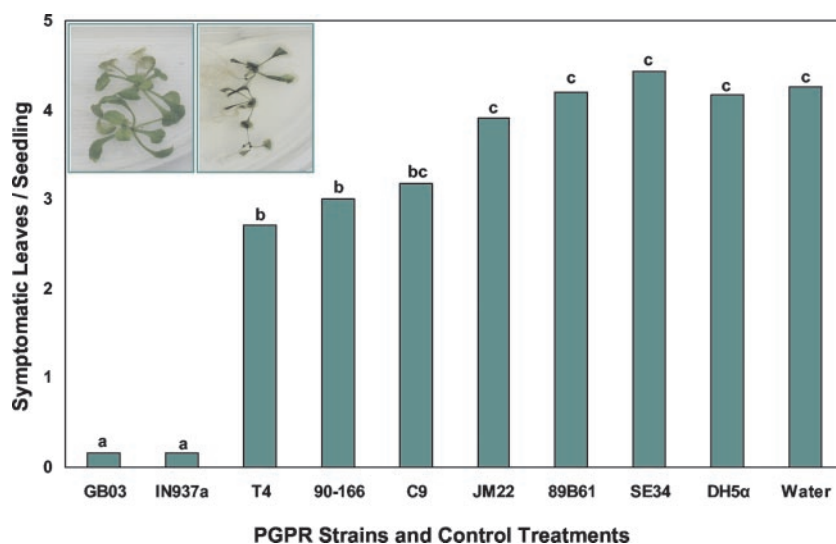 5
4
3
2
1
0
Symptomatic Leaves / Seedling
a
a
b
b
bc
c
c
c
c
c
GB03 IN937a T4 90-166 C9 JM22 89B61 SE34 DH5α Water
PGPR Strains and Control Treatments